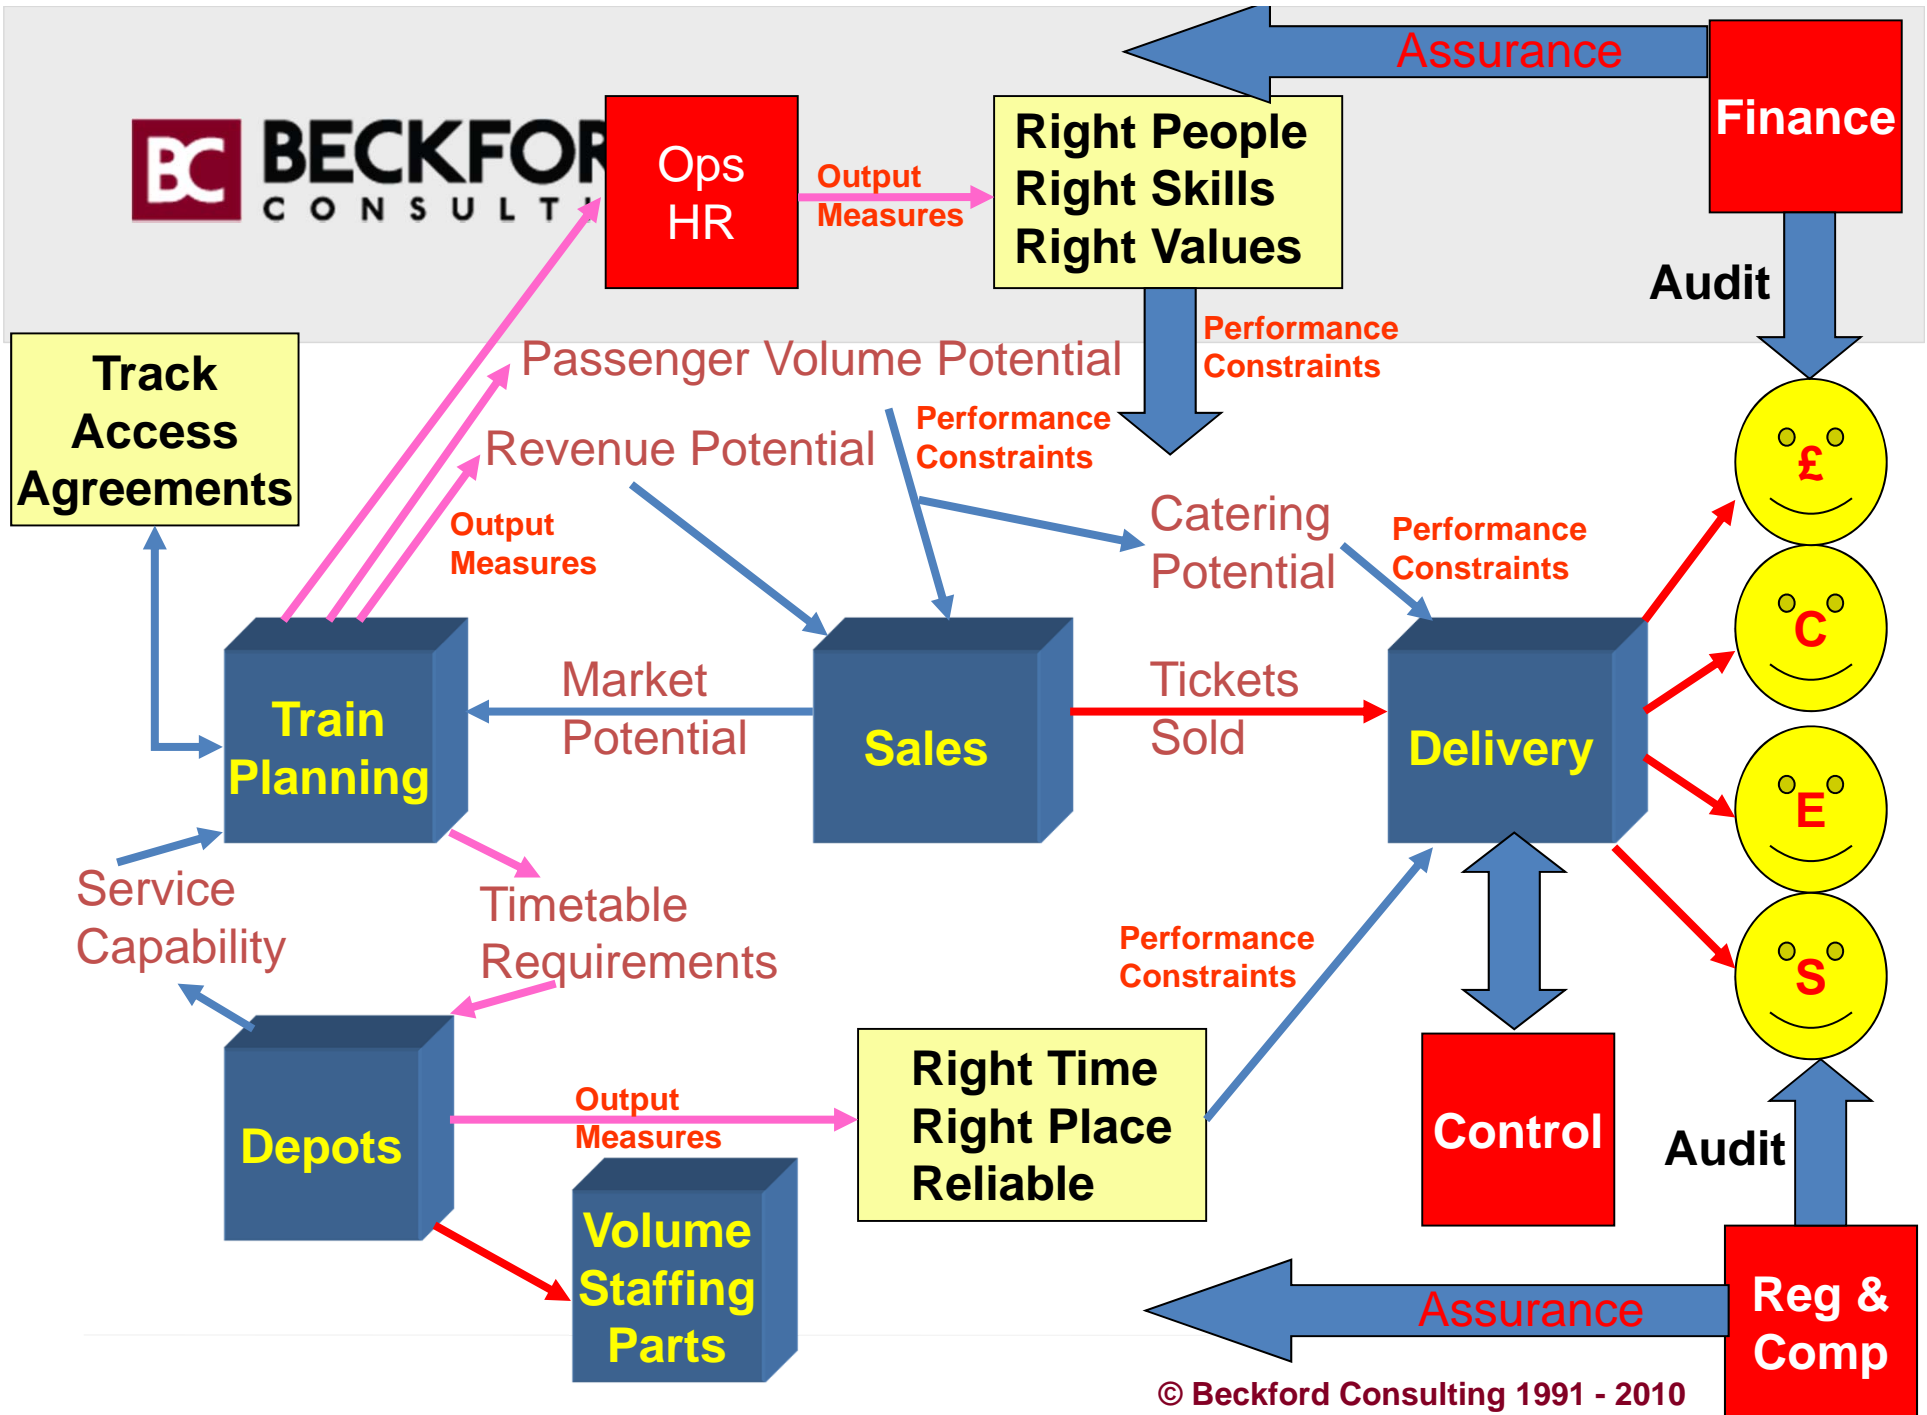 Assurance
Finance
BC
BECKFOR
CONSULT
Ops
HR
Output
Measures
Right People
Right Skills
Right Values
Audit
Performance
Constraints
Track
Access
Agreements
Passenger Volume Potential
Performance
Constraints
Revenue Potential
Output
Measures
Catering
Potential
Performance
Constraints
£
C
E
S
Train
Planning
Market
Potential
Sales
Tickets
Sold
Delivery
Service
Capability
Timetable
Requirements
Performance
Constraints
Depots
Output
Measures
Right Time
Right Place
Reliable
Control
Audit
Volume
Staffing
Parts
Assurance
Reg &
Comp
© Beckford Consulting 1991 - 2010